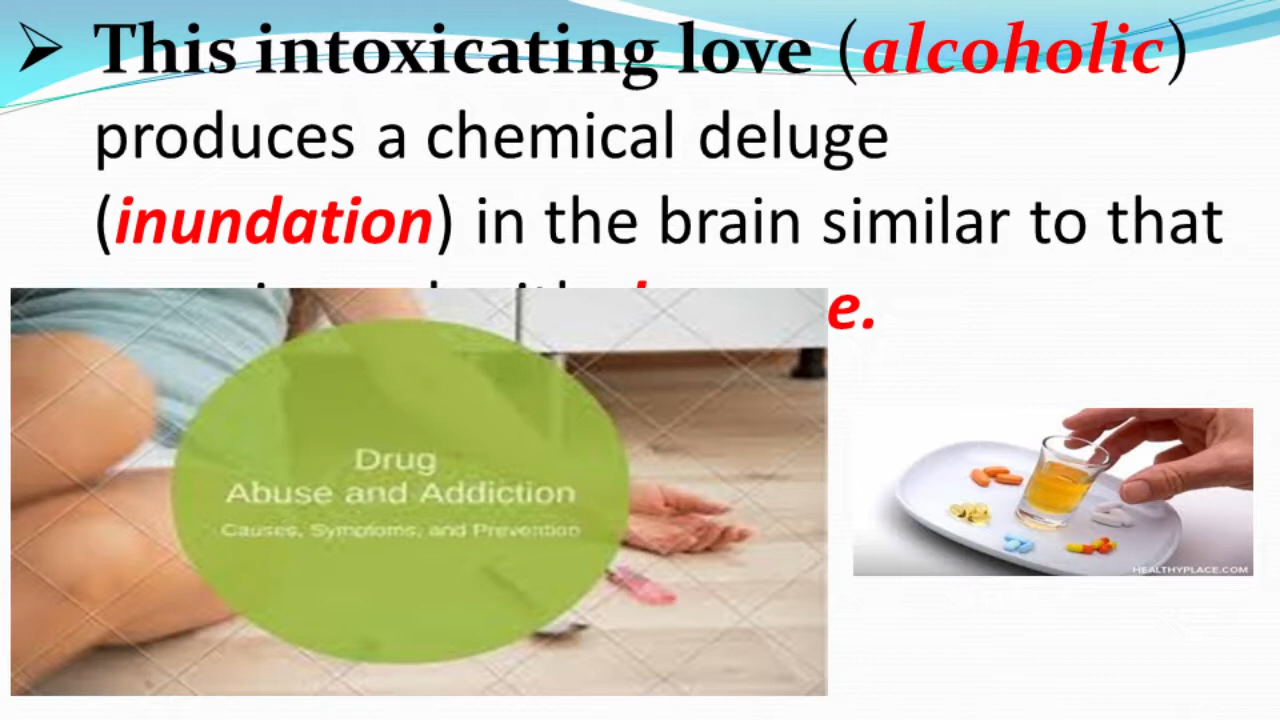 This intoxicating love (alcoholic)
produces a chemical deluge
(inundation) in the brain similar to that
e.
Drug
Abuse and Addiction
Causes, Symptoms, and Prevention
HEALTHYPLACE.COM